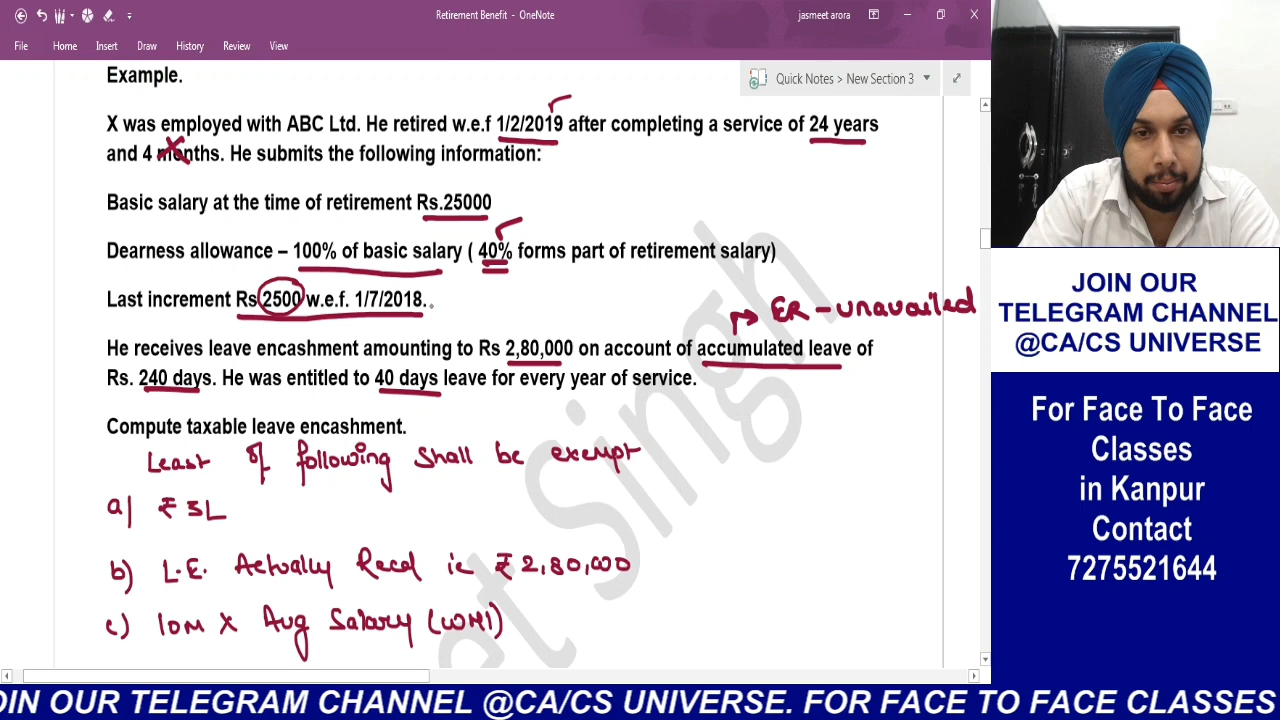 Retirement Benefit - OneNote
jasmeet arora
File Home Insert Draw History Review View
Quick Notes > New Section 3
Example.
X was employed with ABC Ltd. He retired w.e.f 1/2/2019 after completing a service of 24 years
and 4 months. He submits the following information:
Basic salary at the time of retirement Rs.25000
Dearness allowance – 100% of basic salary ( 40% forms part of retirement salary)
Last increment Rs 2500 w.e.f. 1/7/2018.
ER - unavailed
He receives leave encashment amounting to Rs 2,80,000 on account of accumulated leave of
Rs. 240 days. He was entitled to 40 days leave for every year of service.
Compute taxable leave encashment.
Least of following shall be exempt
a) ₹ 3L
b) L.E. Actually Recd ie ₹ 2,80,000
c) 10M X Avg Salary (WN1)
et Singh
JOIN OUR
TELEGRAM CHANNEL
@CA/CS UNIVERSE
For Face To Face
Classes
in Kanpur
Contact
7275521644
OIN OUR TELEGRAM CHANNEL @CA/CS UNIVERSE. FOR FACE TO FACE CLASSES